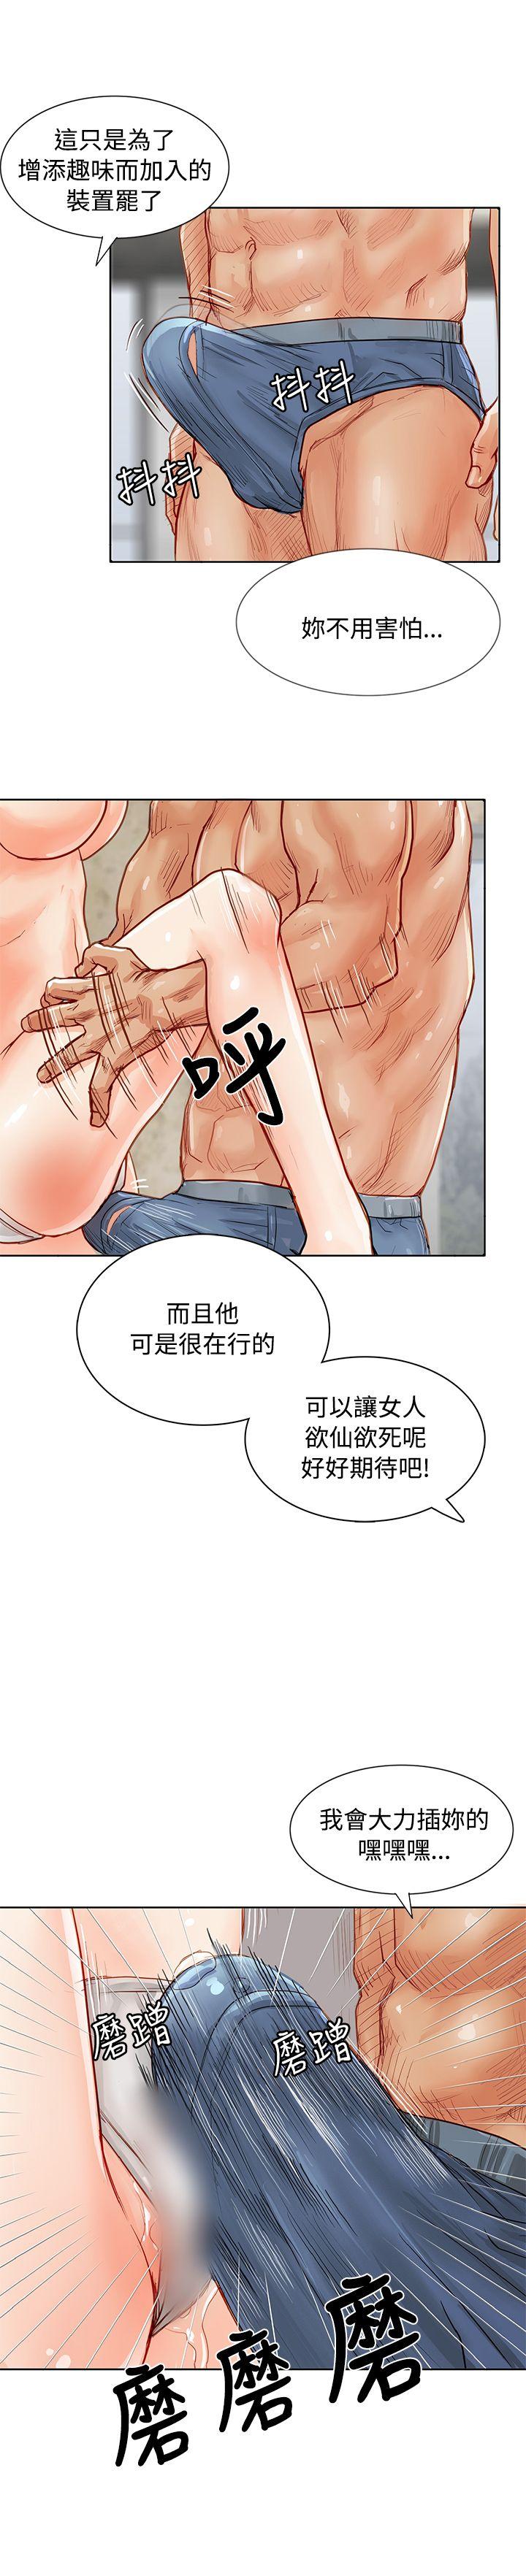 這只是為了
增添趣味而加入的
裝置罷了
抖抖
抖抖
妳不用害怕...
呼
而且他
可是很在行的
可以讓女人
欲仙欲死呢
好好期待吧!
我會大力插妳的
嘿嘿嘿...
磨蹭
磨蹭
磨
磨
磨